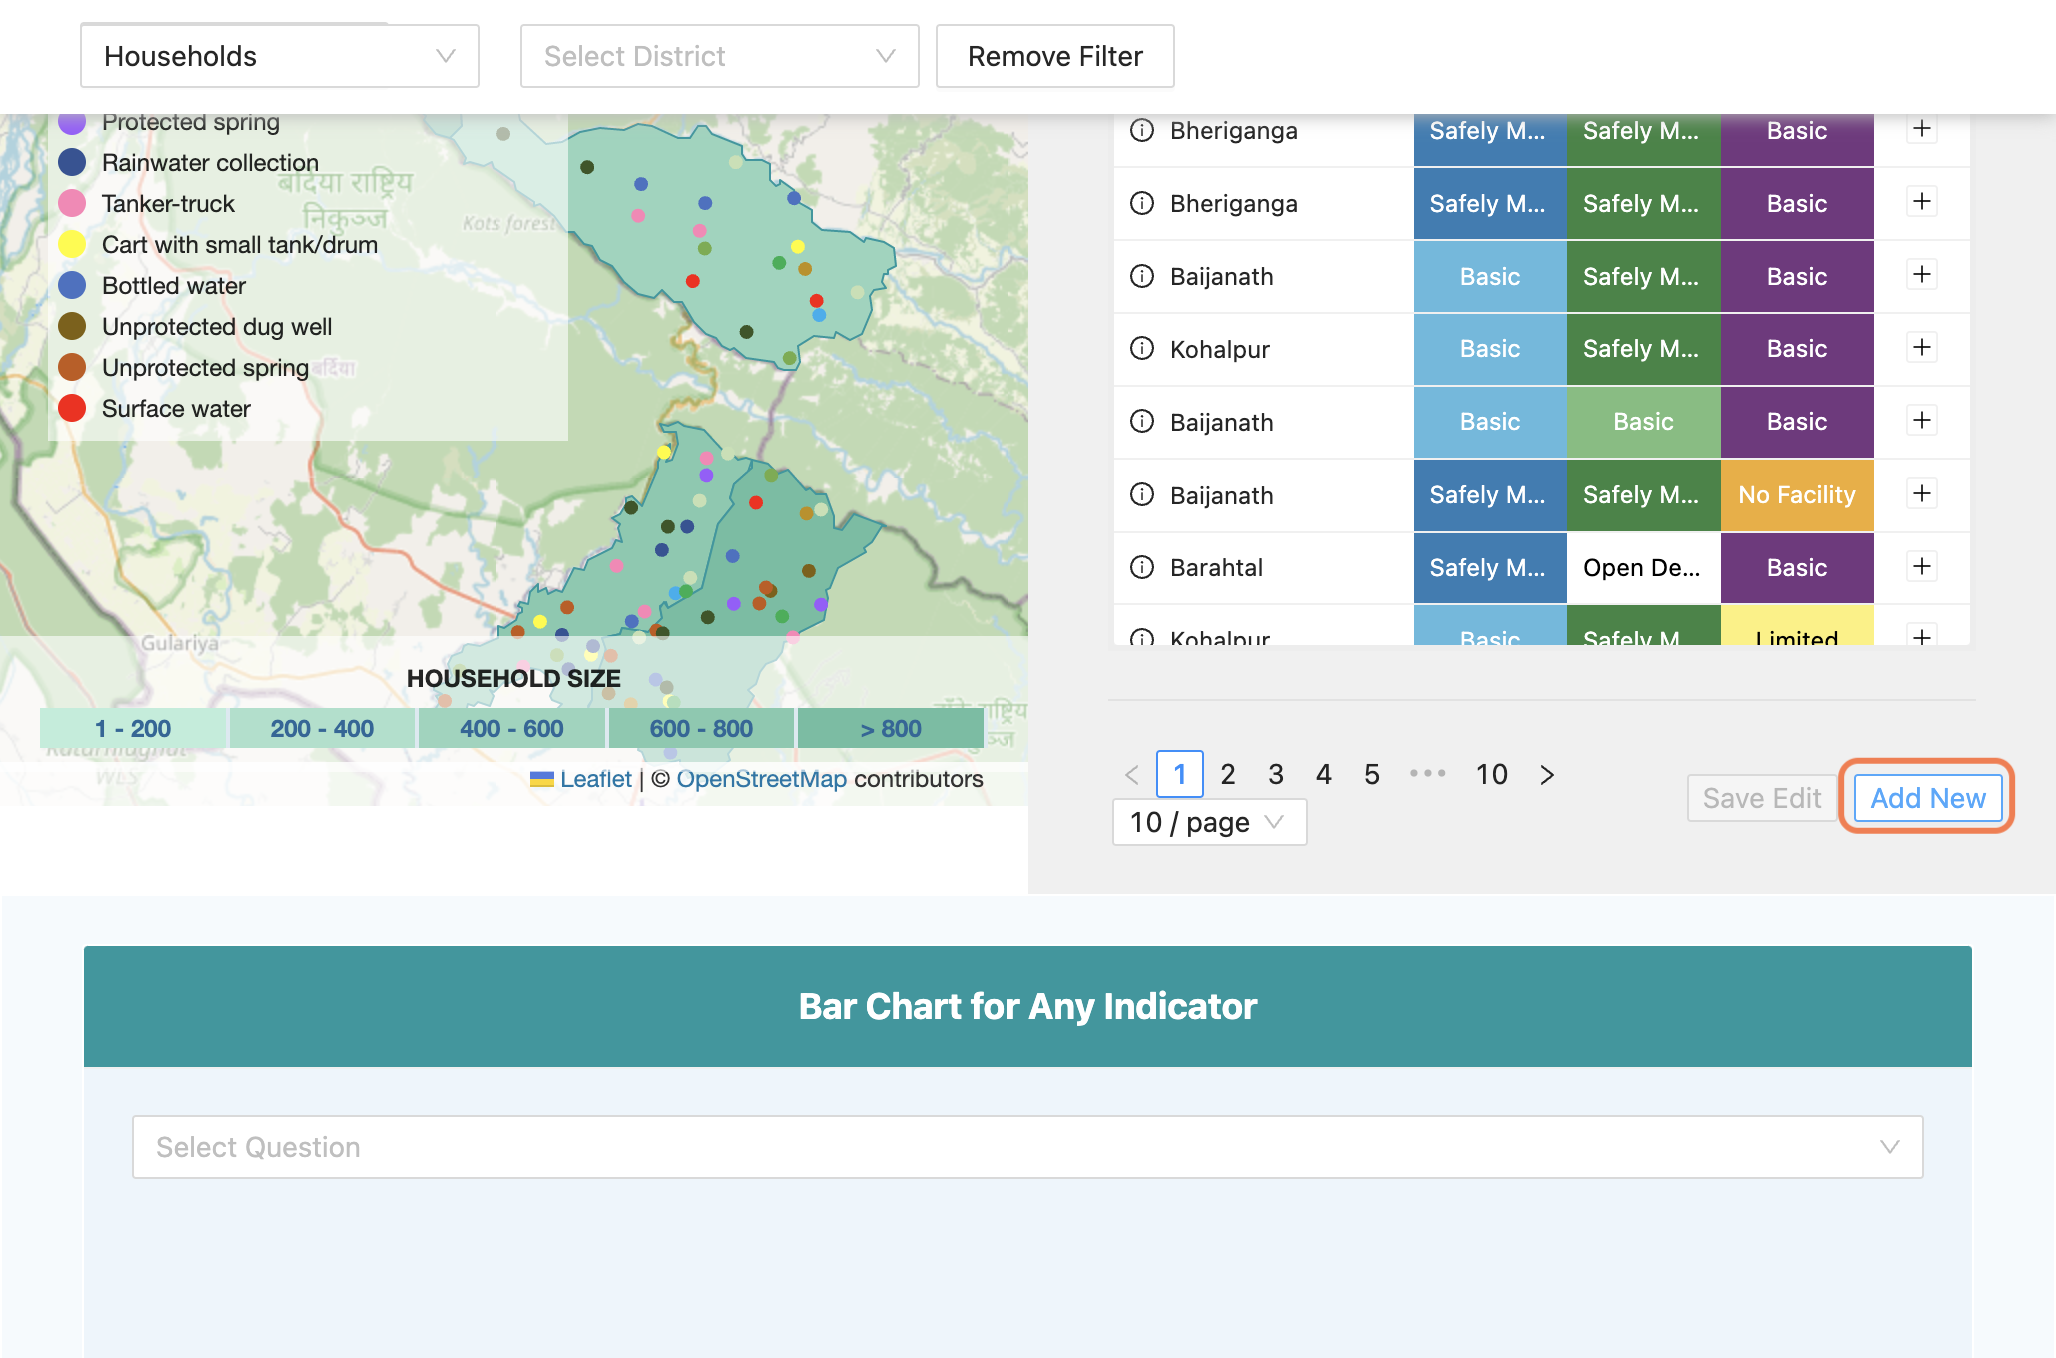 Households
Select District
Remove Filter
Protected spring
Rainwater collection
Tanker-truck
Cart with small tank/drum
Bottled water
Unprotected dug well
Unprotected spring
Surface water
बर्दिया राष्ट्रिय
निकुञ्ज
Kots forest
बर्दिया
Gulariya
HOUSEHOLD SIZE
1 - 200
200 - 400
400 - 600
600 - 800
> 800
WLS
Leaflet | © OpenStreetMap contributors
Bheriganga Safely M... Safely M... Basic +
Bheriganga Safely M... Safely M... Basic +
Baijanath Basic Safely M... Basic +
Kohalpur Basic Safely M... Basic +
Baijanath Basic Basic Basic +
Baijanath Safely M... Safely M... No Facility +
Barahtal Safely M... Open De... Basic +
Kohalpur Basic Safely M... Limited +
< 1 2 3 4 5 ••• 10 >
10 / page
Save Edit
Add New
Bar Chart for Any Indicator
Select Question